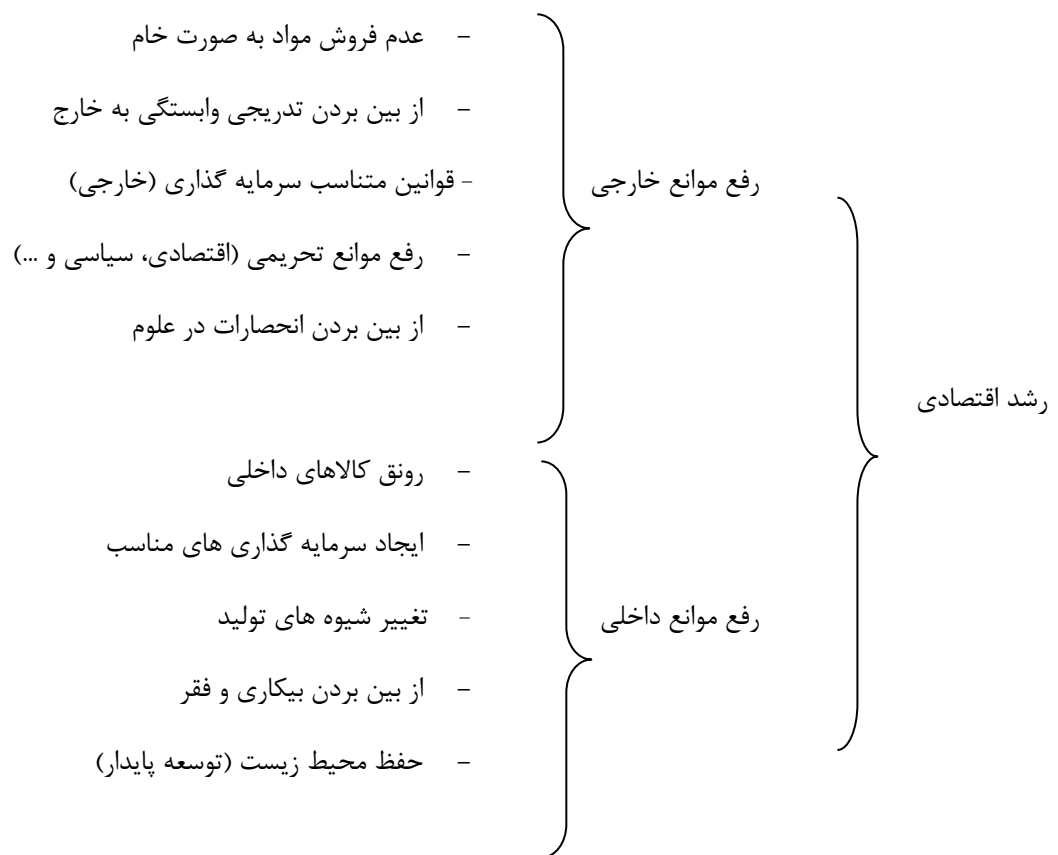 رشد اقتصادی
رفع موانع خارجی
- عدم فروش مواد به صورت خام
- از بین بردن تدریجی وابستگی به خارج
- قوانین متناسب سرمایه گذاری (خارجی)
- رفع موانع تحریمی (اقتصادی، سیاسی و ...)
- از بین بردن انحصارات در علوم
رفع موانع داخلی
- رونق کالاهای داخلی
- ایجاد سرمایه گذاری های مناسب
- تغییر شیوه های تولید
- از بین بردن بیکاری و فقر
- حفظ محیط زیست (توسعه پایدار)